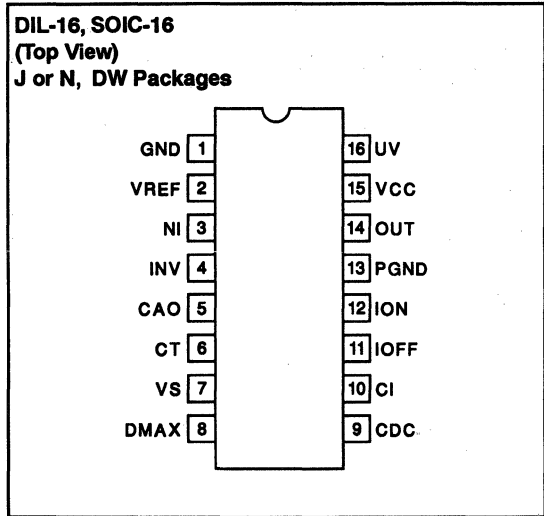 DIL-16, SOIC-16
(Top View)
J or N, DW Packages
GND 1 16 UV
VREF 2 15 VCC
NI 3 14 OUT
INV 4 13 PGND
CAO 5 12 ION
CT 6 11 IOFF
VS 7 10 CI
DMAX 8 9 CDC